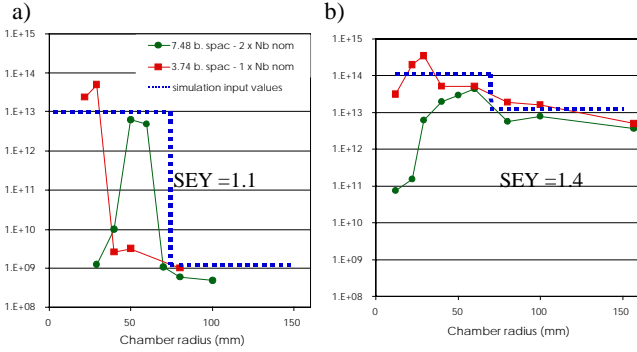 a)
1.E+15
1.E+14
1.E+13
1.E+12
1.E+11
1.E+10
1.E+09
1.E+08
7.48 b. spac - 2 x Nb nom
3.74 b. spac - 1 x Nb nom
simulation input values
SEY =1.1
0
50
100
150
Chamber radius (mm)
b)
1.E+15
1.E+14
1.E+13
1.E+12
1.E+11
1.E+10
1.E+09
1.E+08
SEY =1.4
0
50
100
150
Chamber radius (mm)